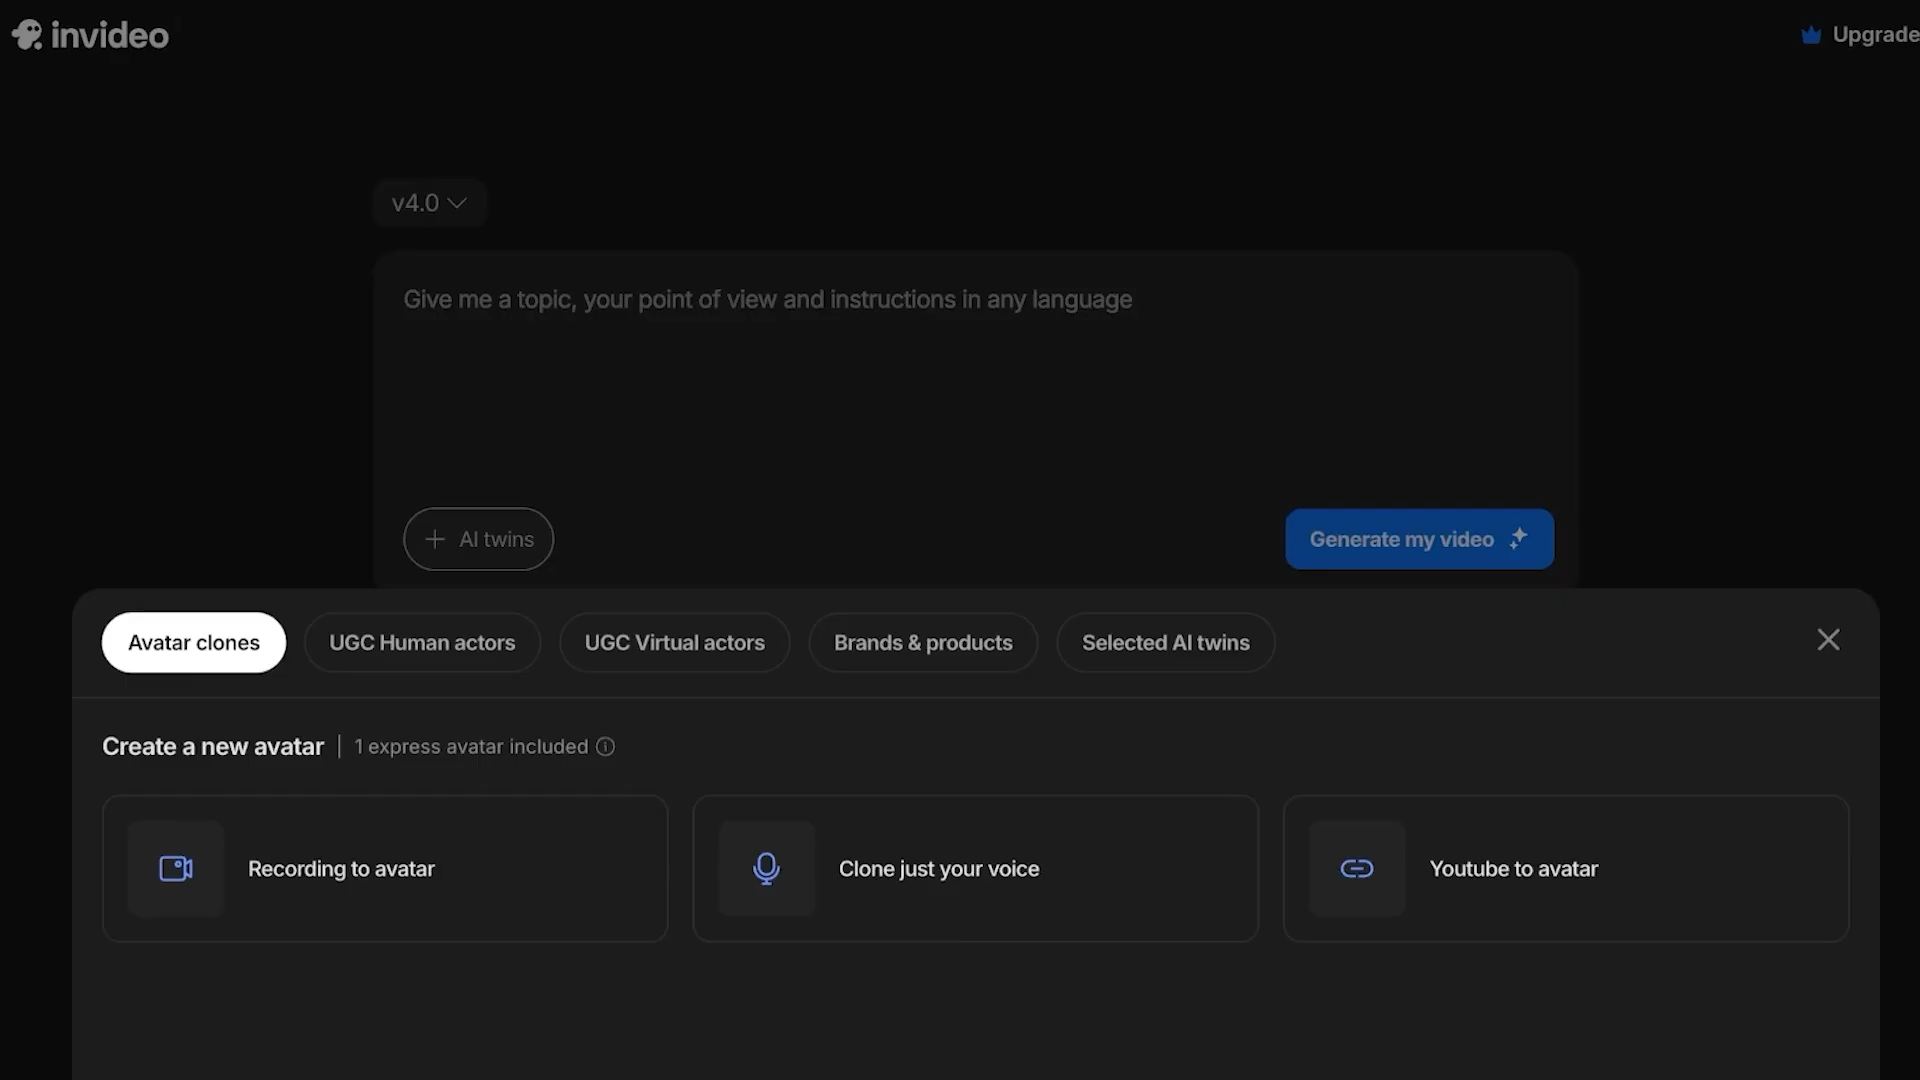 invideo
Upgrade
v4.0
Give me a topic, your point of view and instructions in any language
AI twins
Generate my video
Avatar clones
UGC Human actors
UGC Virtual actors
Brands & products
Selected AI twins
Create a new avatar | 1 express avatar included
Recording to avatar
Clone just your voice
Youtube to avatar